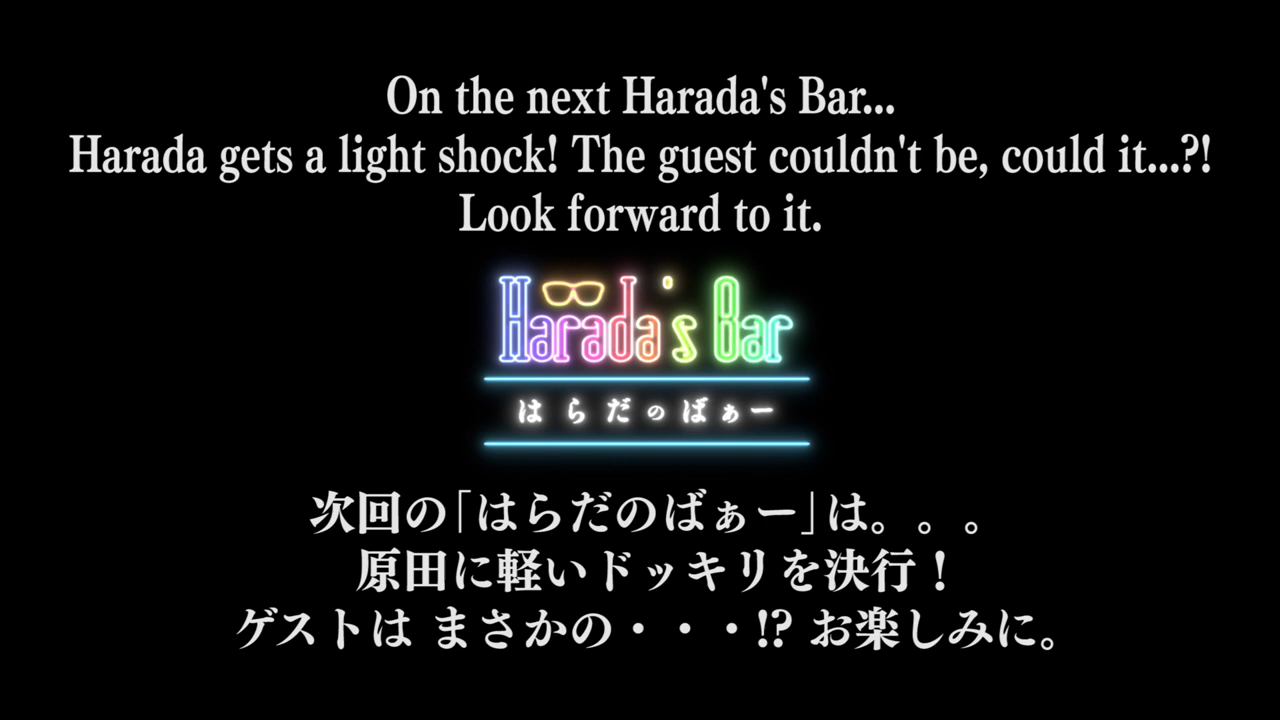 On the next Harada's Bar...
Harada gets a light shock! The guest couldn't be, could it...?!
Look forward to it.
Harada's Bar
はらだのばぁー
次回の「はらだのばぁー」は。。。
原田に軽いドッキリを決行！
ゲストは まさかの・・・!? お楽しみに。